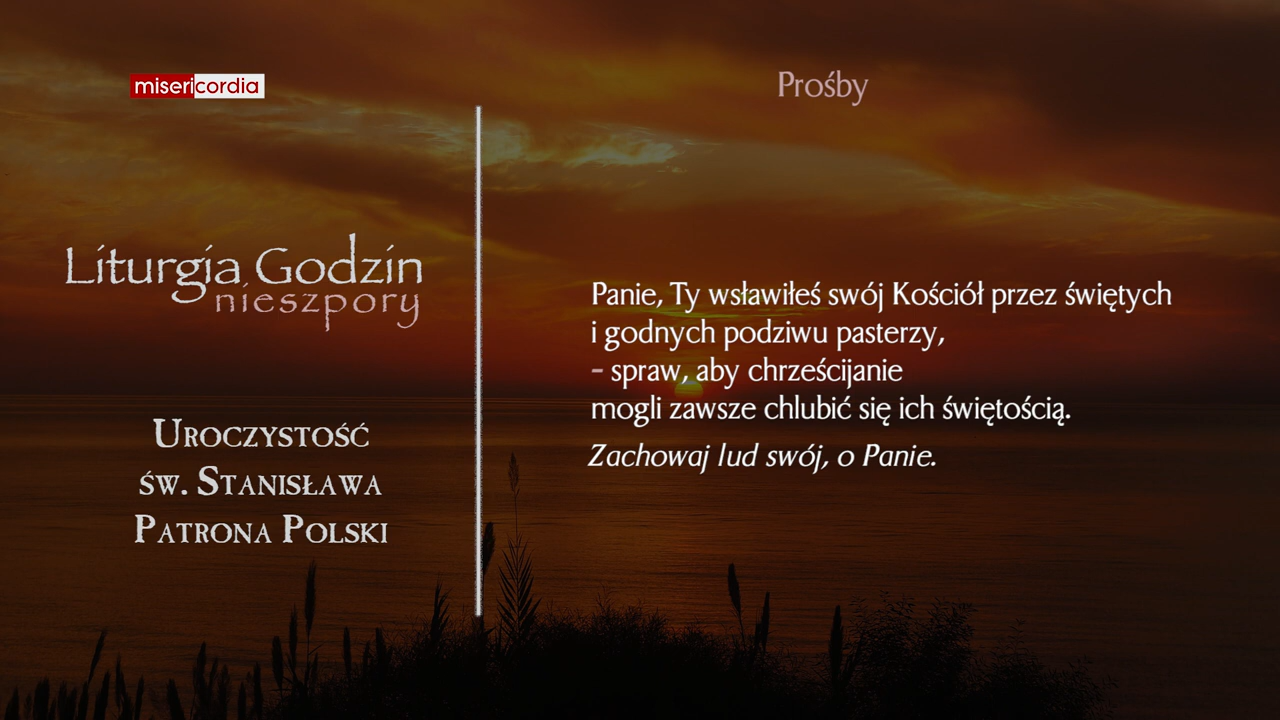 misericordia
Liturgia Godzin
nieszpory
Uroczystość
św. Stanisława
Patrona Polski
Prośby
Panie, Ty wsławiłeś swój Kościół przez świętych
i godnych podziwu pasterzy,
- spraw, aby chrześcijanie
mogli zawsze chlubić się ich świętością.
Zachowaj lud swój, o Panie.